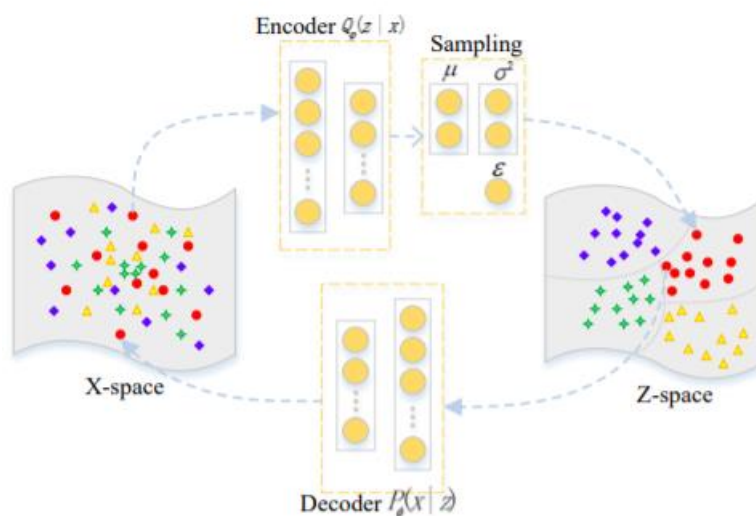 Encoder Qφ(z | x)
Sampling
μ σ²
ε
X-space
Z-space
Decoder Pθ(x | z)